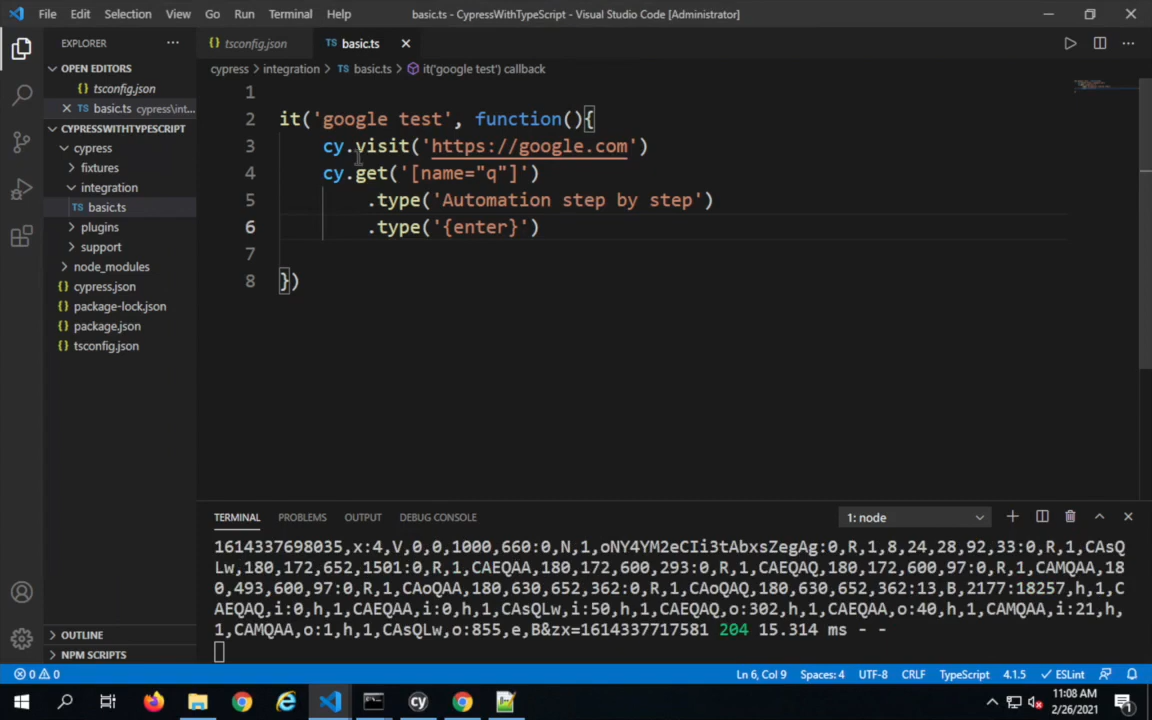 File Edit Selection View Go Run Terminal Help
basic.ts - CypressWithTypeScript - Visual Studio Code [Administrator]
EXPLORER
OPEN EDITORS
{} tsconfig.json
TS basic.ts cypress\int...
CYPRESSWITHTYPESCRIPT
cypress
fixtures
integration
TS basic.ts
plugins
support
node_modules
{} cypress.json
{} package-lock.json
{} package.json
{} tsconfig.json
OUTLINE
NPM SCRIPTS
{} tsconfig.json
TS basic.ts
cypress > integration > TS basic.ts > it('google test') callback
1
2 it('google test', function(){
3 cy.visit('https://google.com')
4 cy.get('[name="q"]')
5 .type('Automation step by step')
6 .type('{enter}')
7
8 })
TERMINAL PROBLEMS OUTPUT DEBUG CONSOLE
1: node
1614337698035,x:4,V,0,0,1000,660:0,N,1,oNY4YM2eCIi3tAbxsZegAg:0,R,1,8,24,28,92,33:0,R,1,CAsQ
Lw,180,172,652,1501:0,R,1,CAEQAA,180,172,600,293:0,R,1,CAEQAQ,180,172,600,97:0,R,1,CAMQAA,18
0,493,600,97:0,R,1,CAoQAA,180,630,652,362:0,R,1,CAoQAQ,180,630,652,362:13,B,2177:18257,h,1,C
AEQAQ,i:0,h,1,CAEQAA,i:0,h,1,CAsQLw,i:50,h,1,CAEQAQ,o:302,h,1,CAEQAA,o:40,h,1,CAMQAA,i:21,h,
1,CAMQAA,o:1,h,1,CAsQLw,o:855,e,B&zx=1614337717581 204 15.314 ms - -
0 0
Ln 6, Col 9 Spaces: 4 UTF-8 CRLF TypeScript 4.1.5 ESLint
cy
11:08 AM
2/26/2021
1